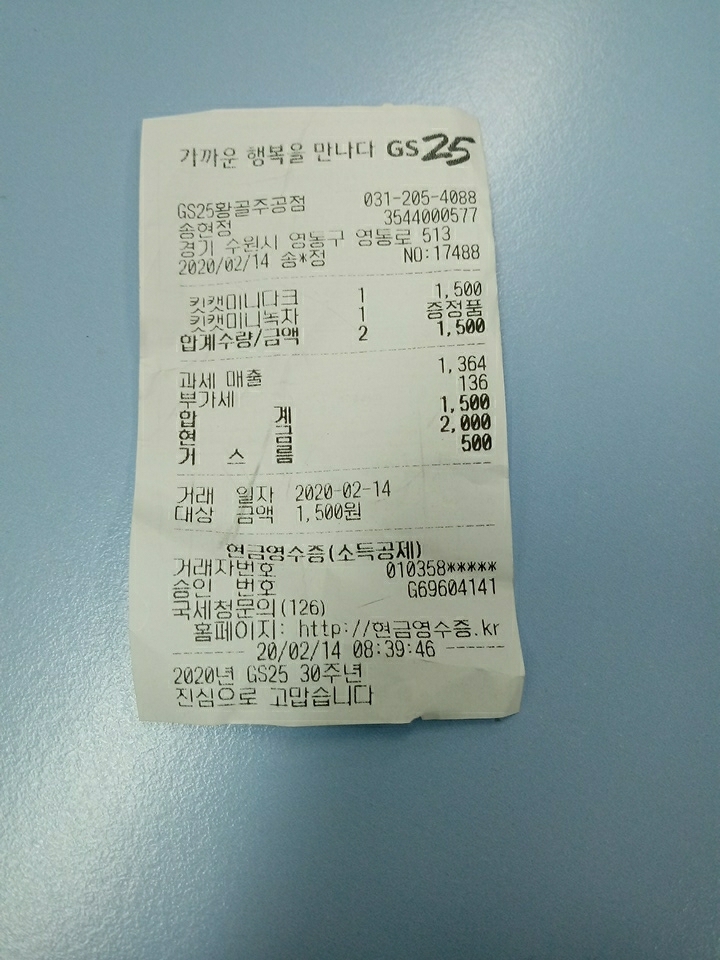 가까운 행복을 만나다 GS25
GS25황골주공점 031-205-4088
송현정 3544000577
경기 수원시 영통구 영통로 513
2020/02/14 송*정 NO:17488
킷캣미니다크 1 1,500
킷캣미니녹차 1 증정품
합계수량/금액 2 1,500
과세 매출 1,364
부가세 136
합 계 1,500
현 금 2,000
거 스 름 500
거래 일자 2020-02-14
대상 금액 1,500원
현금영수증(소득공제)
거래자번호 010358*****
승인 번호 G69604141
국세청문의(126)
홈페이지: http://현금영수증.kr
20/02/14 08:39:46
2020년 GS25 30주년
진심으로 고맙습니다